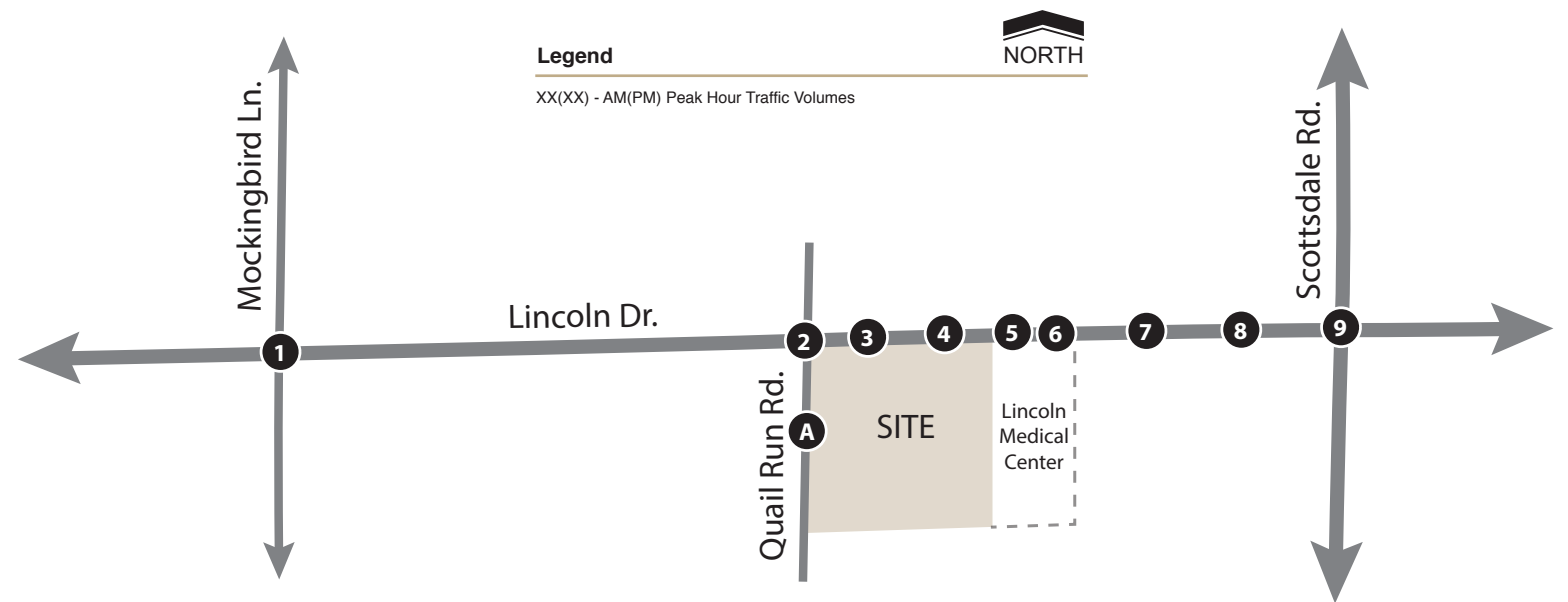 Legend
NORTH
XX(XX) - AM(PM) Peak Hour Traffic Volumes
Mockingbird Ln.
Scottsdale Rd.
Lincoln Dr.
1
2
3
4
5
6
7
8
9
Quail Run Rd.
A
SITE
Lincoln
Medical
Center